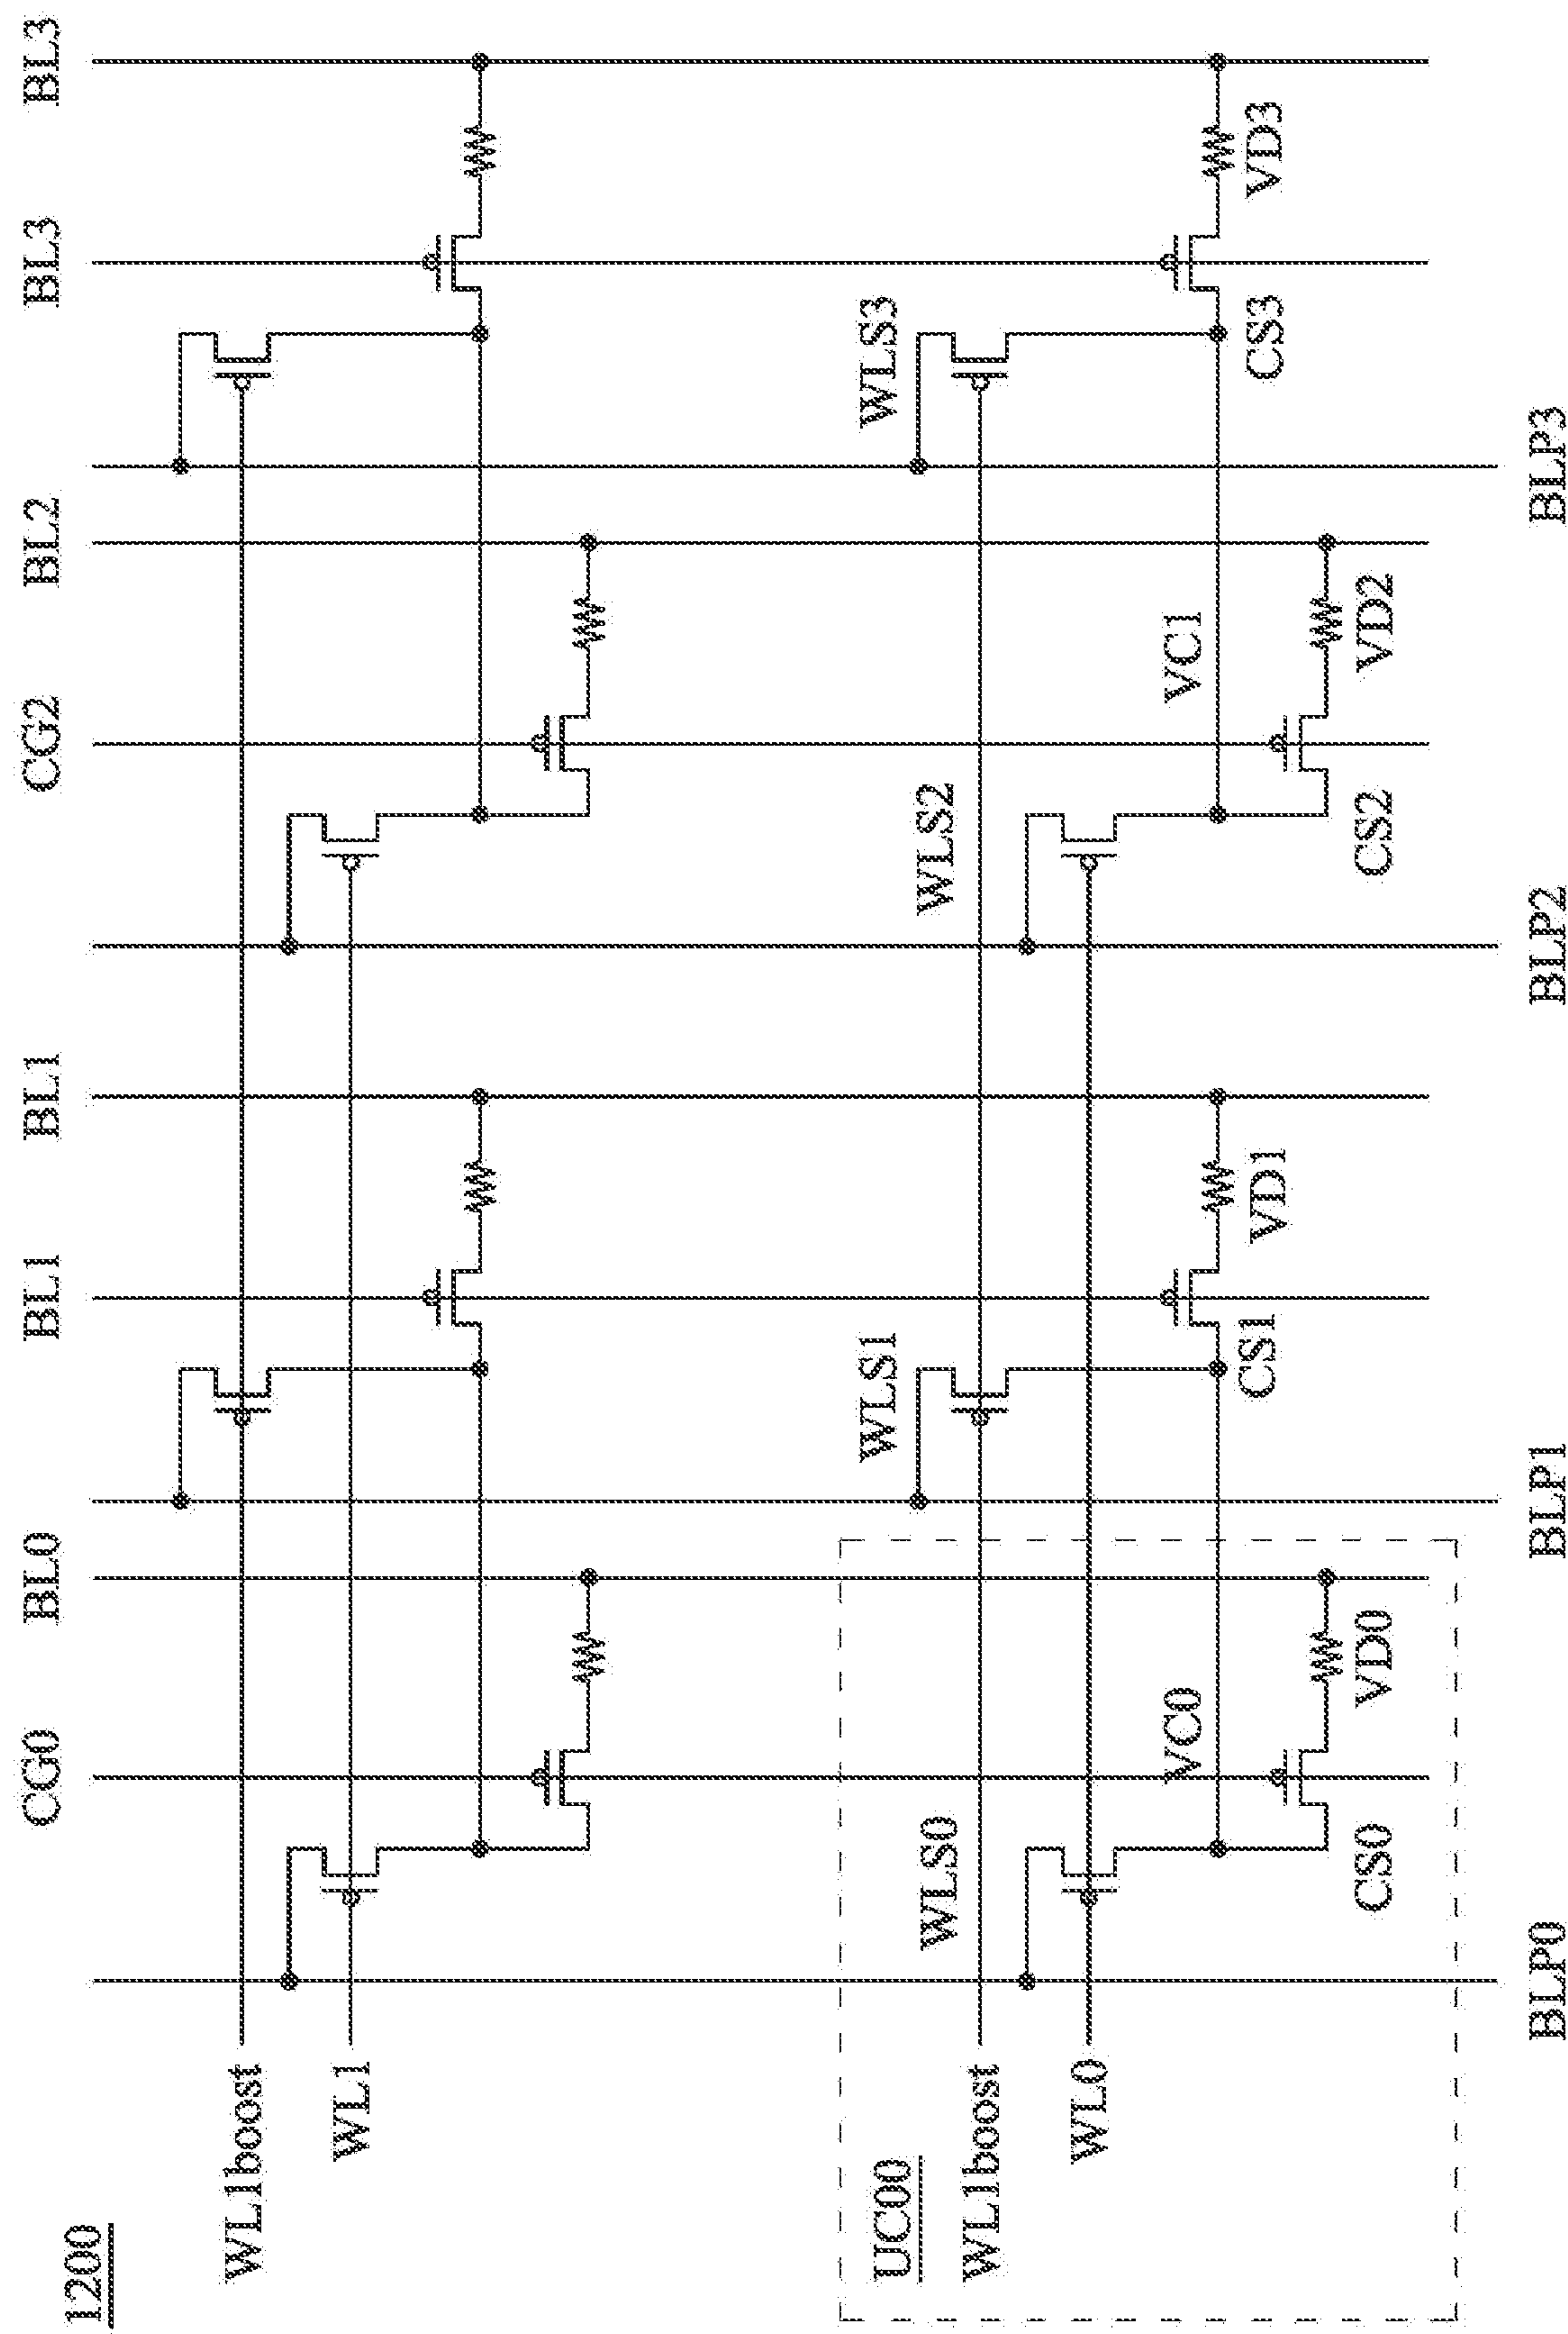 CG0 BL0 BL1 BL1 CG2 BL2 BL3 BL3
1200
WL1boost
WL1
UC00 WLS1 WLS3
WLS0 WLS2
WL1boost
WL0
VC0 VC1
CS1 VD1 CS3 VD3
CS0 VD0 CS2 VD2
BLP0 BLP1 BLP2 BLP3